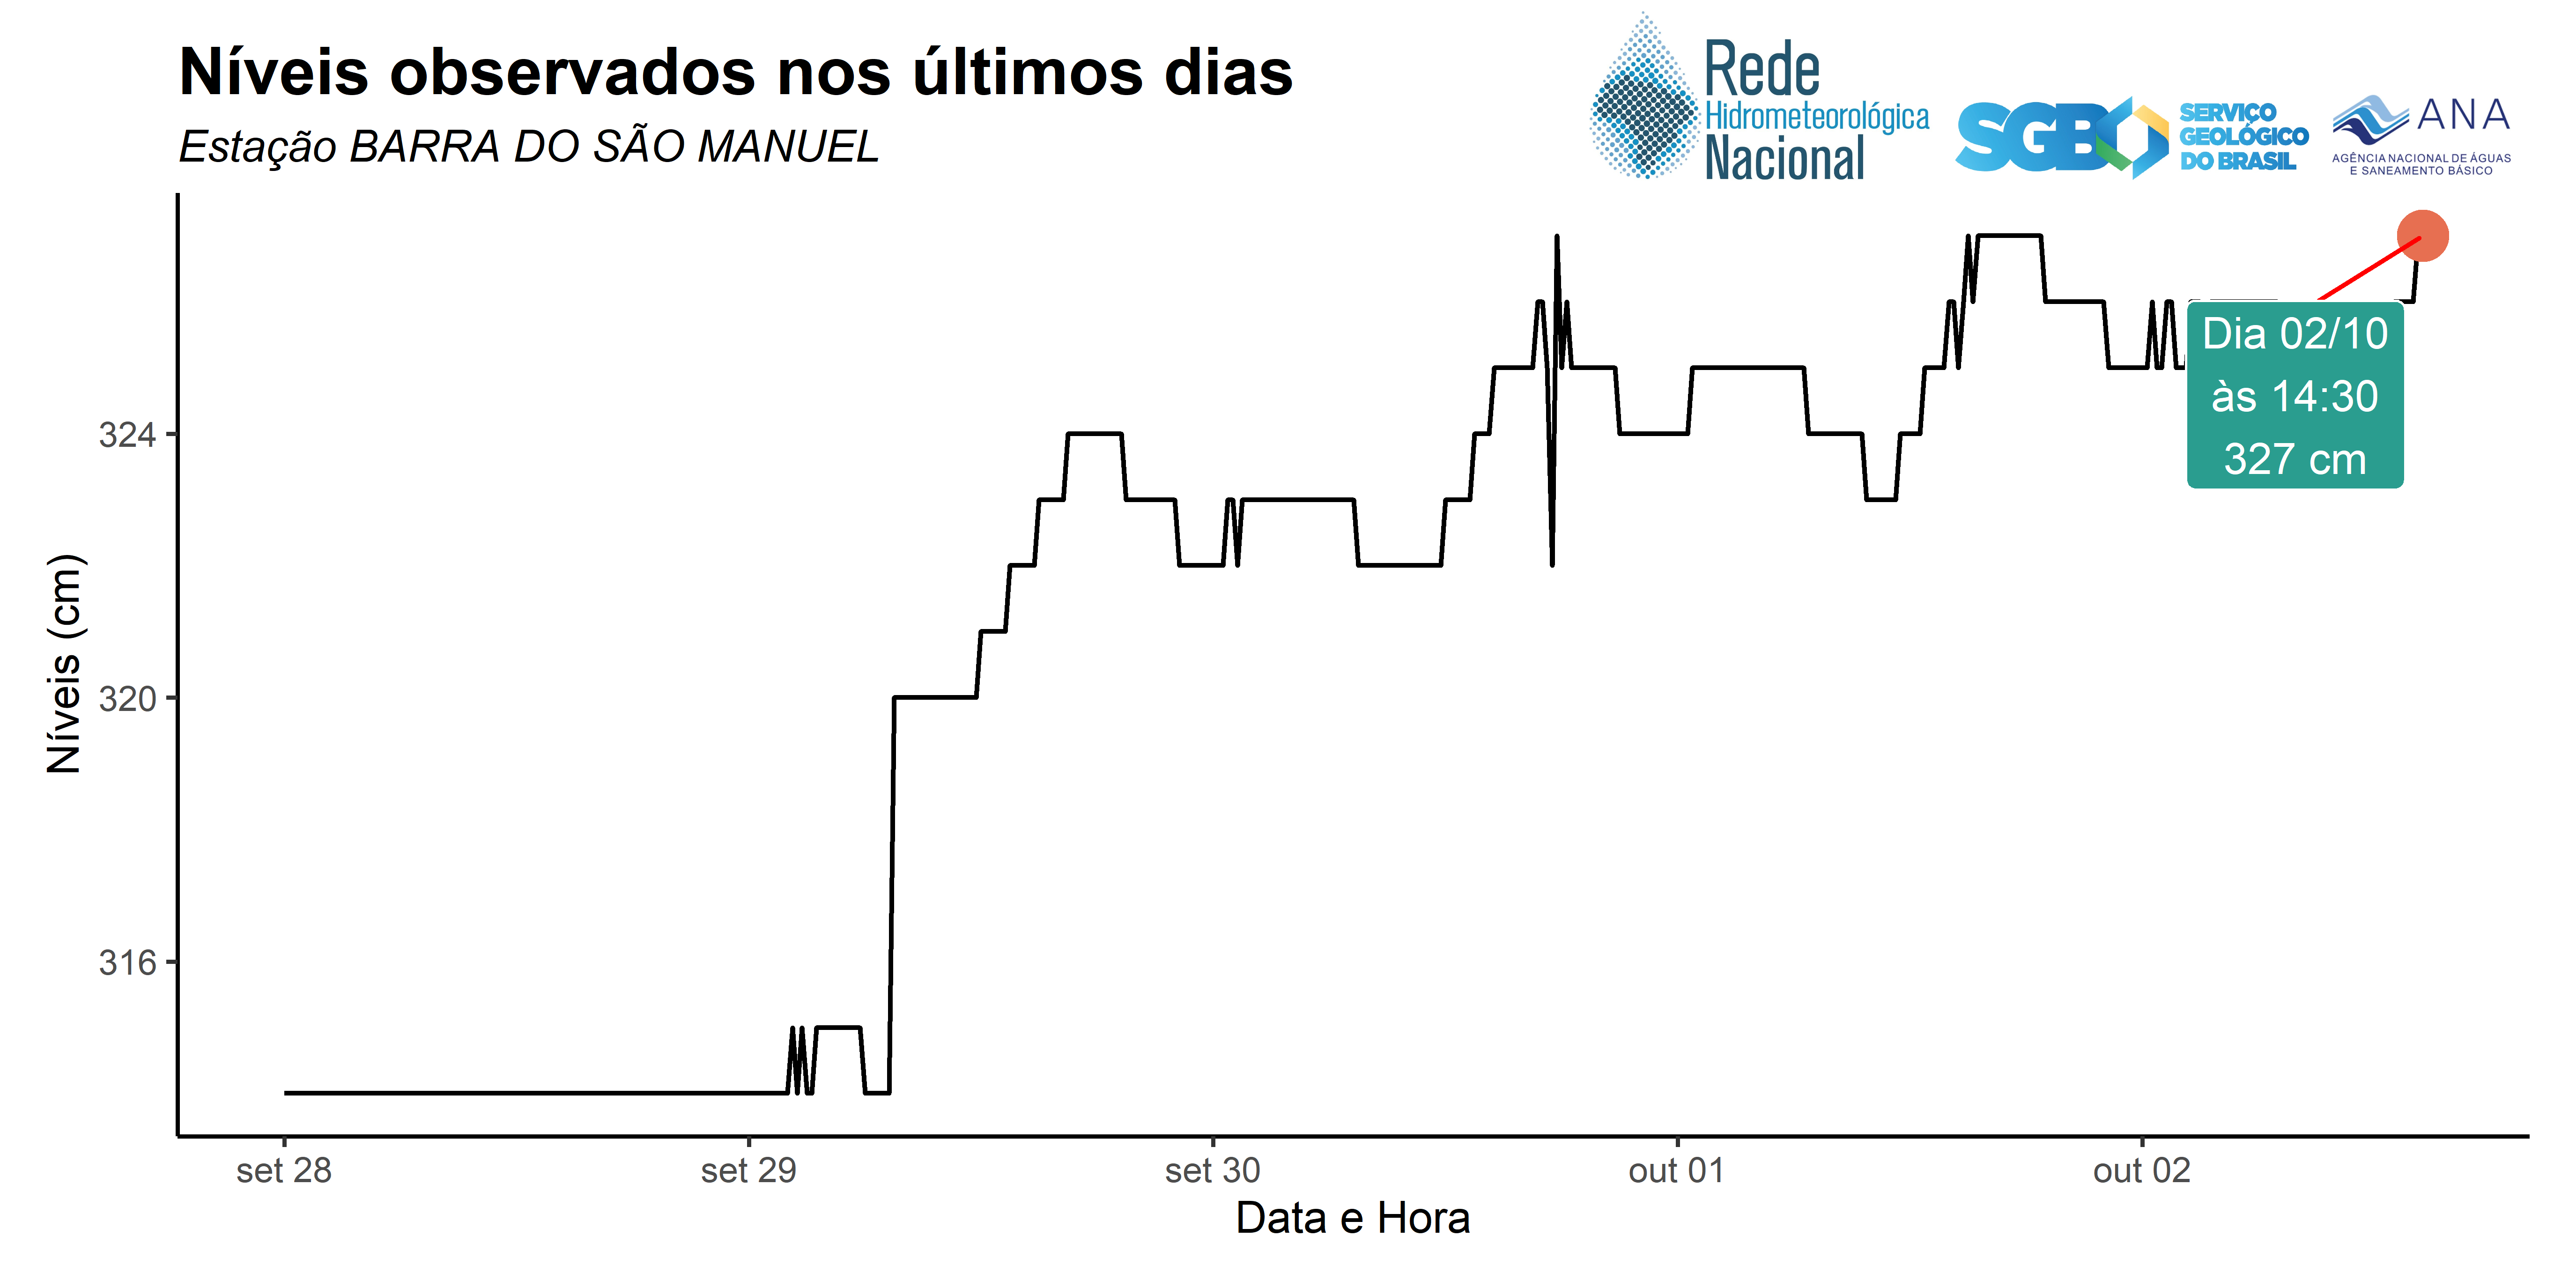 Níveis observados nos últimos dias
Estação BARRA DO SÃO MANUEL
Rede
Hidrometeorológica
Nacional
SGB
SERVIÇO
GEOLÓGICO
DO BRASIL
ANA
AGÊNCIA NACIONAL DE ÁGUAS
E SANEAMENTO BÁSICO
Dia 02/10
às 14:30
327 cm
Níveis (cm)
324
320
316
set 28
set 29
set 30
out 01
out 02
Data e Hora